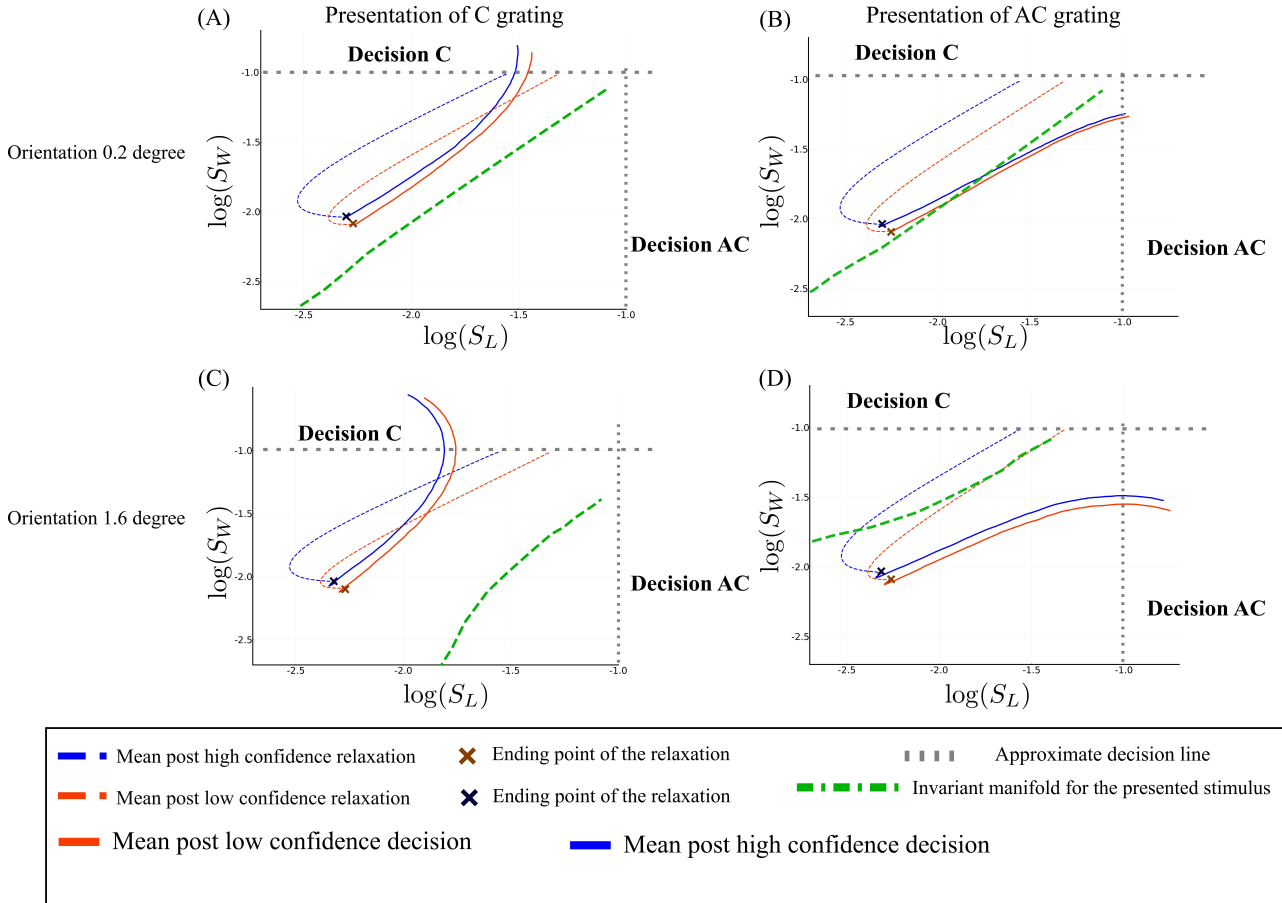 (A)
Presentation of C grating
(B)
Presentation of AC grating
Orientation 0.2 degree
Decision C
-1.0
-1.5
-2.0
-2.5
log(S_W)
-2.5 -2.0 -1.5 -1.0
log(S_L)
Decision AC
Decision C
-1.0
-1.5
-2.0
-2.5
log(S_W)
-2.5 -2.0 -1.5 -1.0
log(S_L)
Decision AC
(C)
(D)
Orientation 1.6 degree
Decision C
-1.0
-1.5
-2.0
-2.5
log(S_W)
-2.5 -2.0 -1.5 -1.0
log(S_L)
Decision AC
Decision C
-1.0
-1.5
-2.0
-2.5
log(S_W)
-2.5 -2.0 -1.5 -1.0
log(S_L)
Decision AC
Mean post high confidence relaxation
Ending point of the relaxation
Approximate decision line
Mean post low confidence relaxation
Ending point of the relaxation
Invariant manifold for the presented stimulus
Mean post low confidence decision
Mean post high confidence decision